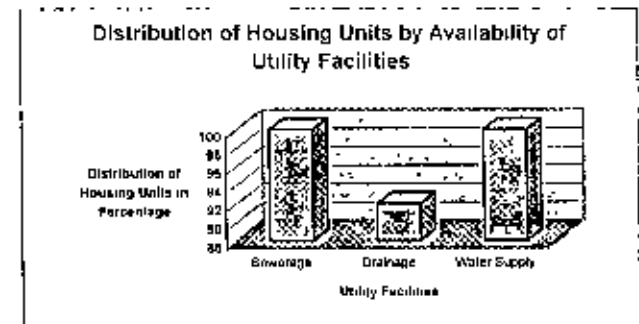 Distribution of Housing Units by Availability of
Utility Facilities
100
98
96
94
92
90
88
Distribution of
Housing Units in
Percentage
Sewerage Drainage Water Supply
Utility Facilities